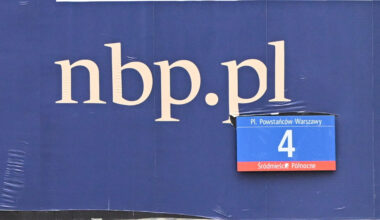 nbp.pl
Pl. Powstańców Warszawy
4
Śródmieście Północne